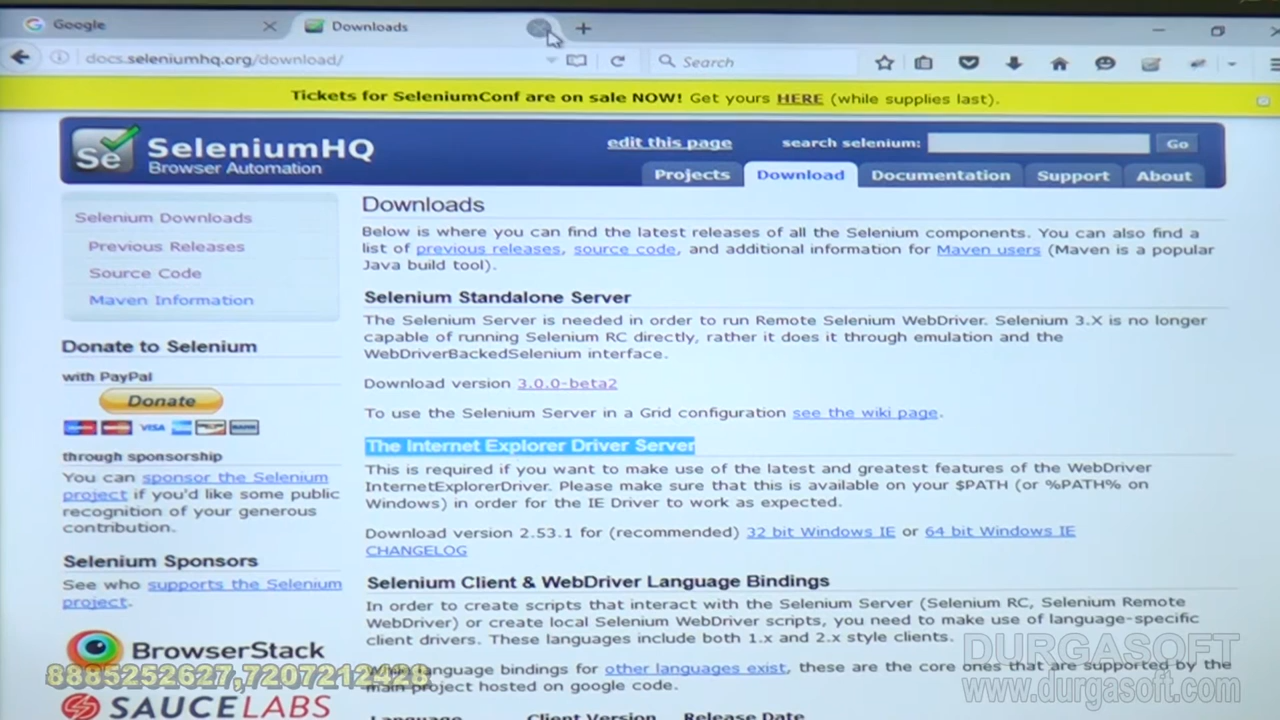 Google
Downloads
docs.seleniumhq.org/download/
Search
Tickets for SeleniumConf are on sale NOW! Get yours HERE (while supplies last).
Se
SeleniumHQ
Browser Automation
edit this page
search selenium:
Go
Projects
Download
Documentation
Support
About
Selenium Downloads
Previous Releases
Source Code
Maven Information
Donate to Selenium
with PayPal
Donate
VISA
through sponsorship
You can sponsor the Selenium
project if you'd like some public
recognition of your generous
contribution.
Selenium Sponsors
See who supports the Selenium
project.
BrowserStack
SAUCELABS
Downloads
Below is where you can find the latest releases of all the Selenium components. You can also find a
list of previous releases, source code, and additional information for Maven users (Maven is a popular
Java build tool).
Selenium Standalone Server
The Selenium Server is needed in order to run Remote Selenium WebDriver. Selenium 3.X is no longer
capable of running Selenium RC directly, rather it does it through emulation and the
WebDriverBackedSelenium interface.
Download version 3.0.0-beta2
To use the Selenium Server in a Grid configuration see the wiki page.
The Internet Explorer Driver Server
This is required if you want to make use of the latest and greatest features of the WebDriver
InternetExplorerDriver. Please make sure that this is available on your $PATH (or %PATH% on
Windows) in order for the IE Driver to work as expected.
Download version 2.53.1 for (recommended) 32 bit Windows IE or 64 bit Windows IE
CHANGELOG
Selenium Client & WebDriver Language Bindings
In order to create scripts that interact with the Selenium Server (Selenium RC, Selenium Remote
WebDriver) or create local Selenium WebDriver scripts, you need to make use of language-specific
client drivers. These languages include both 1.x and 2.x style clients.
While language bindings for other languages exist, these are the core ones that are supported by the
main project hosted on google code.
Language Client Version Release Date
8885252627,7207212428
DURGASOFT
www.durgasoft.com